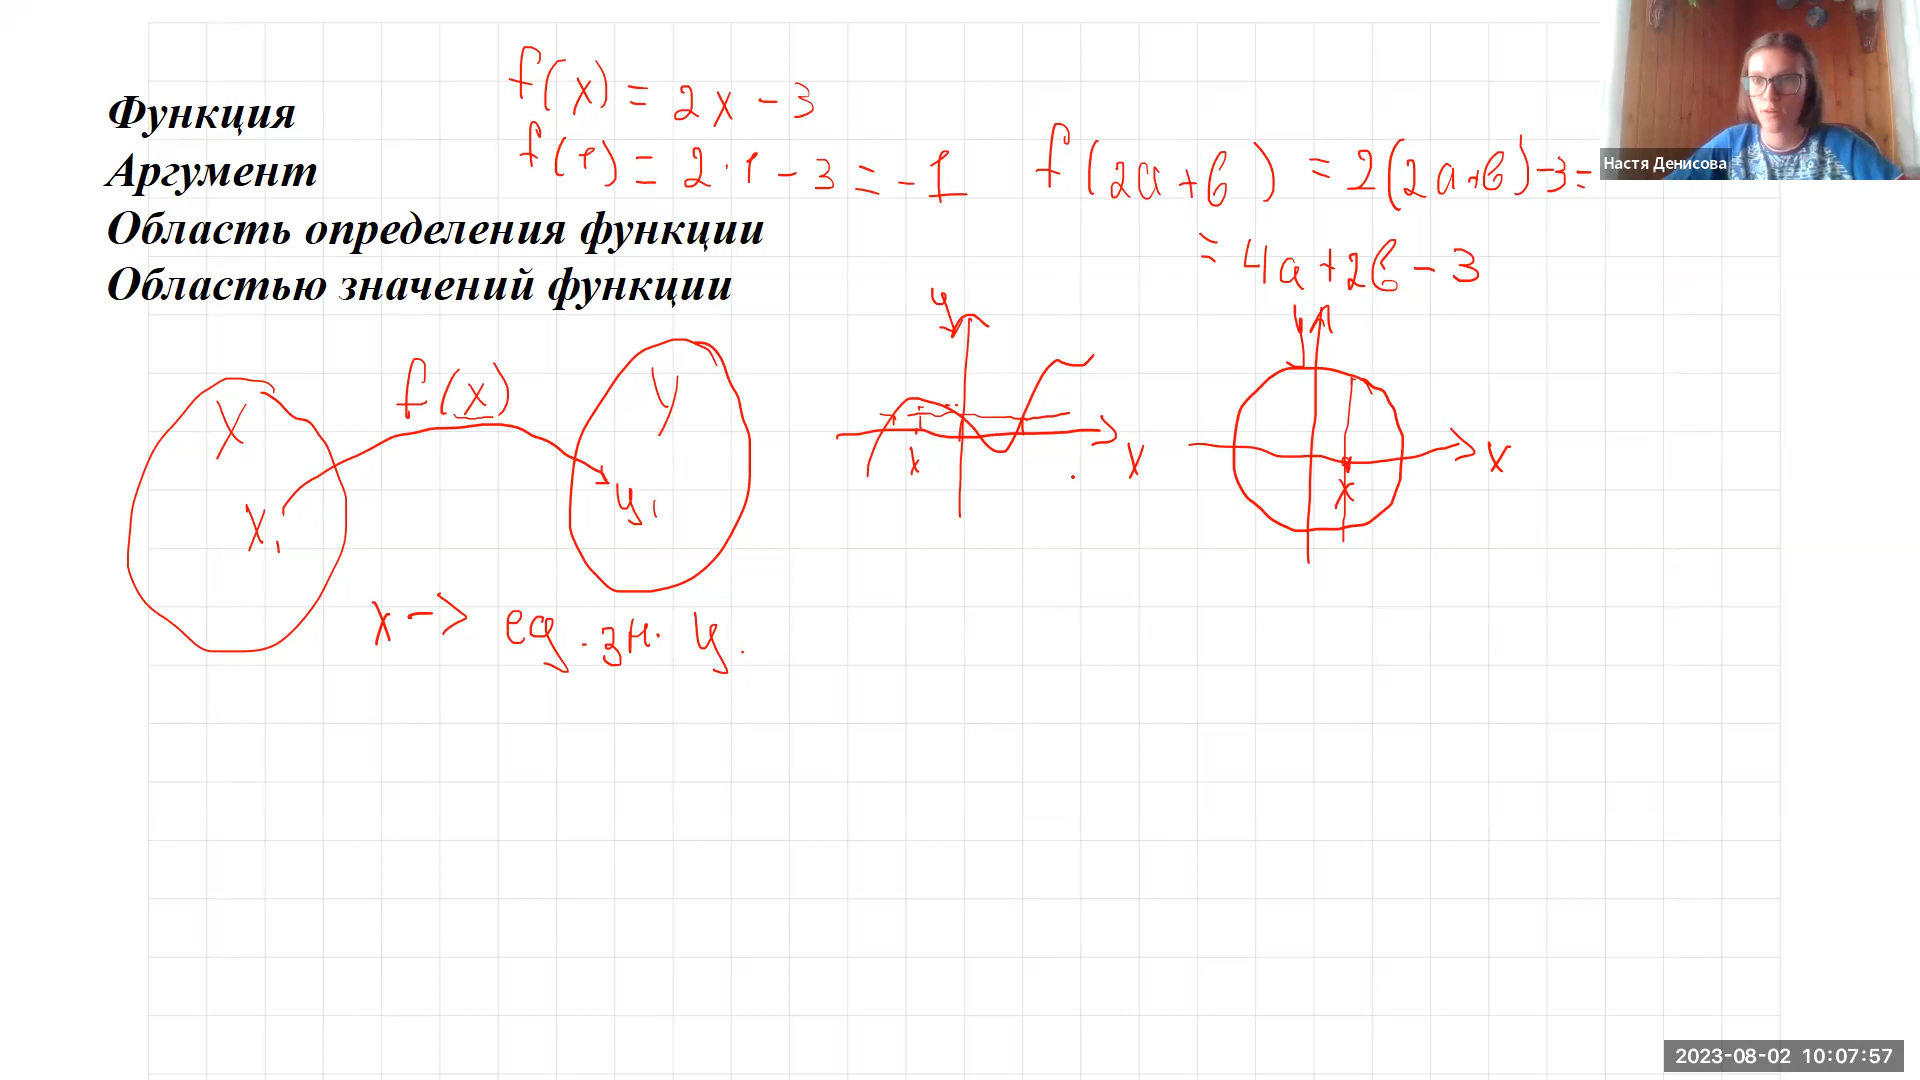 Функция
Аргумент
Область определения функции
Областью значений функции
f(x) = 2x - 3
f(1) = 2·1 - 3 = -1
f(2a+b) = 2(2a+b)-3=
= 4a+2b-3
X
f(x)
Y
x₁
y₁
x -> ед. зн. y.
y
x
X
y
x
X
Настя Денисова
2023-08-02 10:07:57